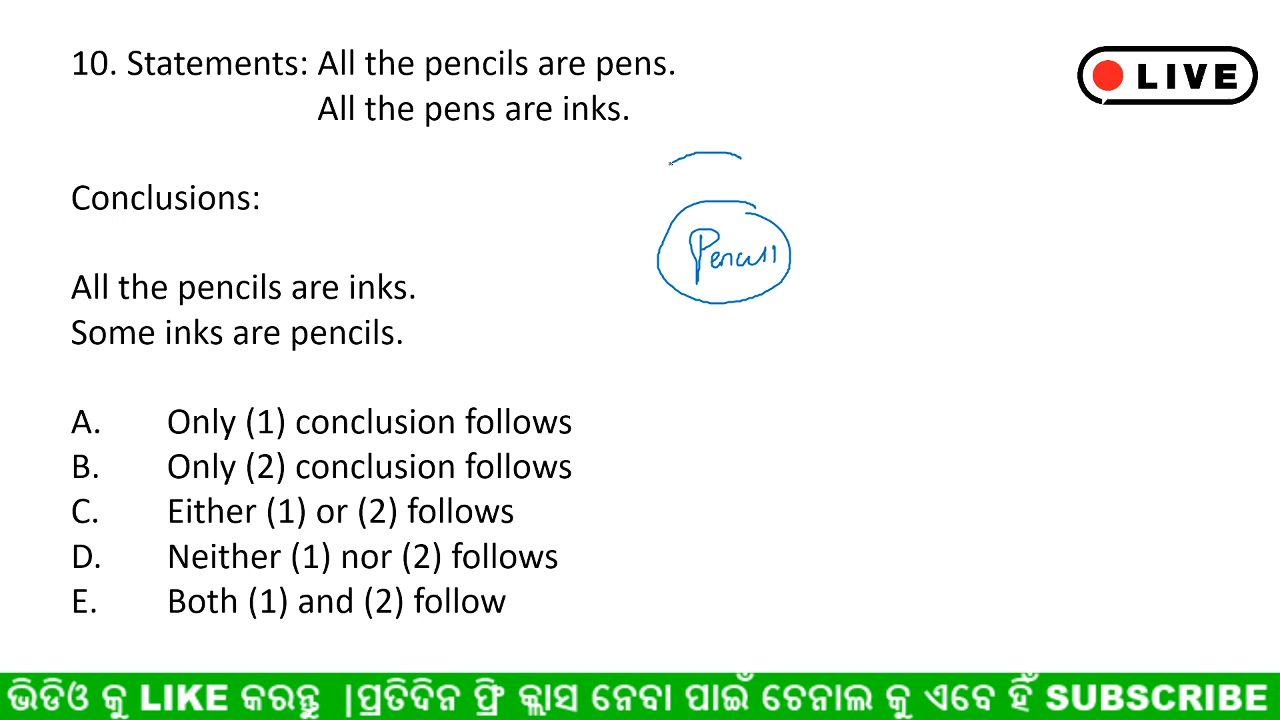 10. Statements: All the pencils are pens.
All the pens are inks.
LIVE
Conclusions:
Pencil
All the pencils are inks.
Some inks are pencils.
A. Only (1) conclusion follows
B. Only (2) conclusion follows
C. Either (1) or (2) follows
D. Neither (1) nor (2) follows
E. Both (1) and (2) follow
ଭିଡିଓ କୁ LIKE କରନ୍ତୁ |ପ୍ରତିଦିନ ଫ୍ରି କ୍ଲାସ ନେବା ପାଇଁ ଚେନାଲ କୁ ଏବେ ହିଁ SUBSCRIBE